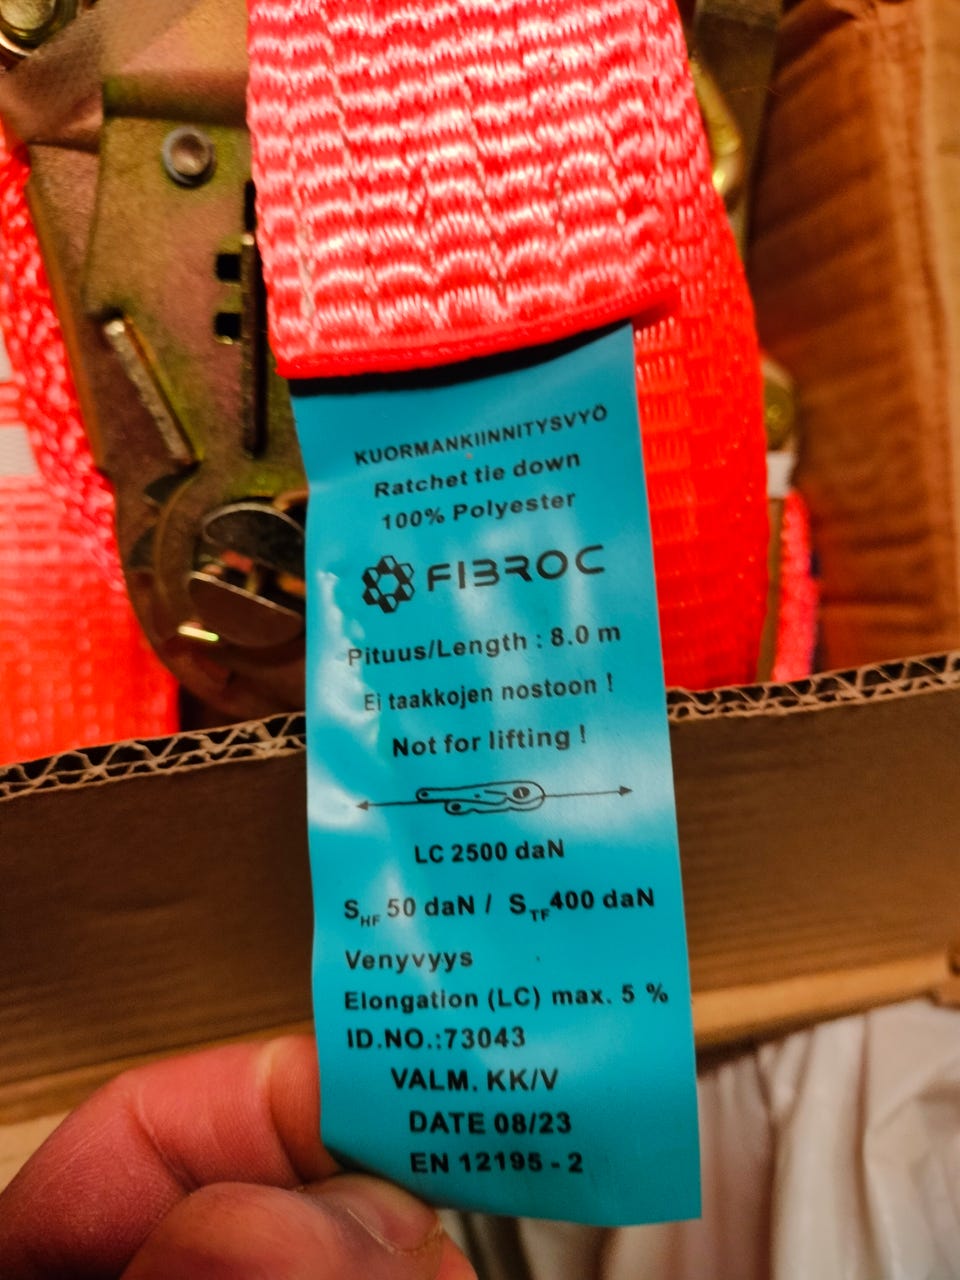 KUORMANKIINNITYSVYÖ
Ratchet tie down
100% Polyester
FIBROC
Pituus/Length : 8.0 m
Ei taakkojen nostoon !
Not for lifting !
LC 2500 daN
SHF 50 daN / STF 400 daN
Venyvyys
Elongation (LC) max. 5 %
ID.NO.:73043
VALM. KK/V
DATE 08/23
EN 12195 - 2